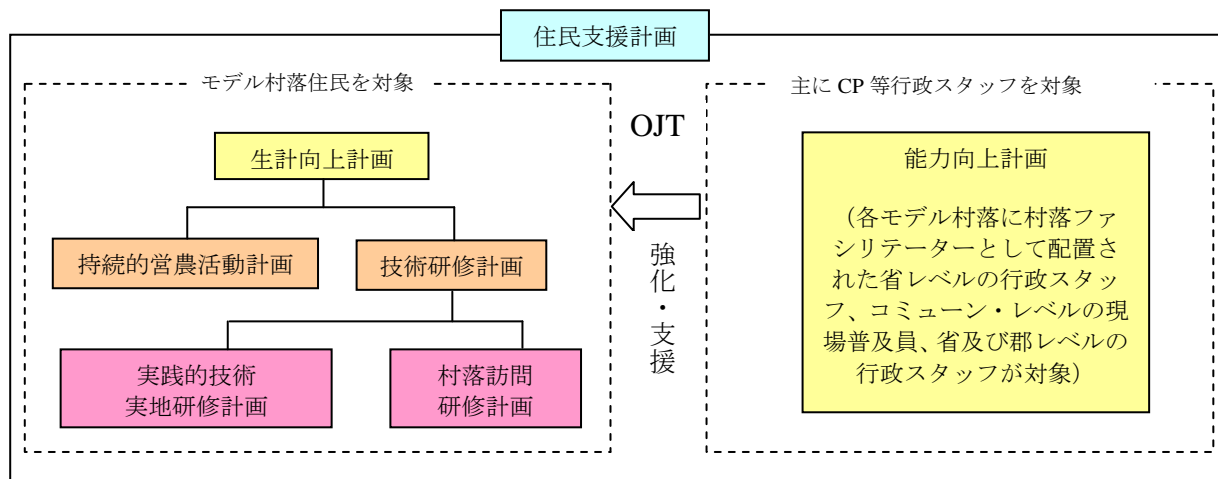 住民支援計画
モデル村落住民を対象
生計向上計画
持続的営農活動計画
技術研修計画
実践的技術
実地研修計画
村落訪問
研修計画
OJT
強化・支援
主に CP 等行政スタッフを対象
能力向上計画
（各モデル村落に村落ファ
シリテーターとして配置さ
れた省レベルの行政スタッ
フ、コミューン・レベルの現
場普及員、省及び郡レベルの
行政スタッフが対象）